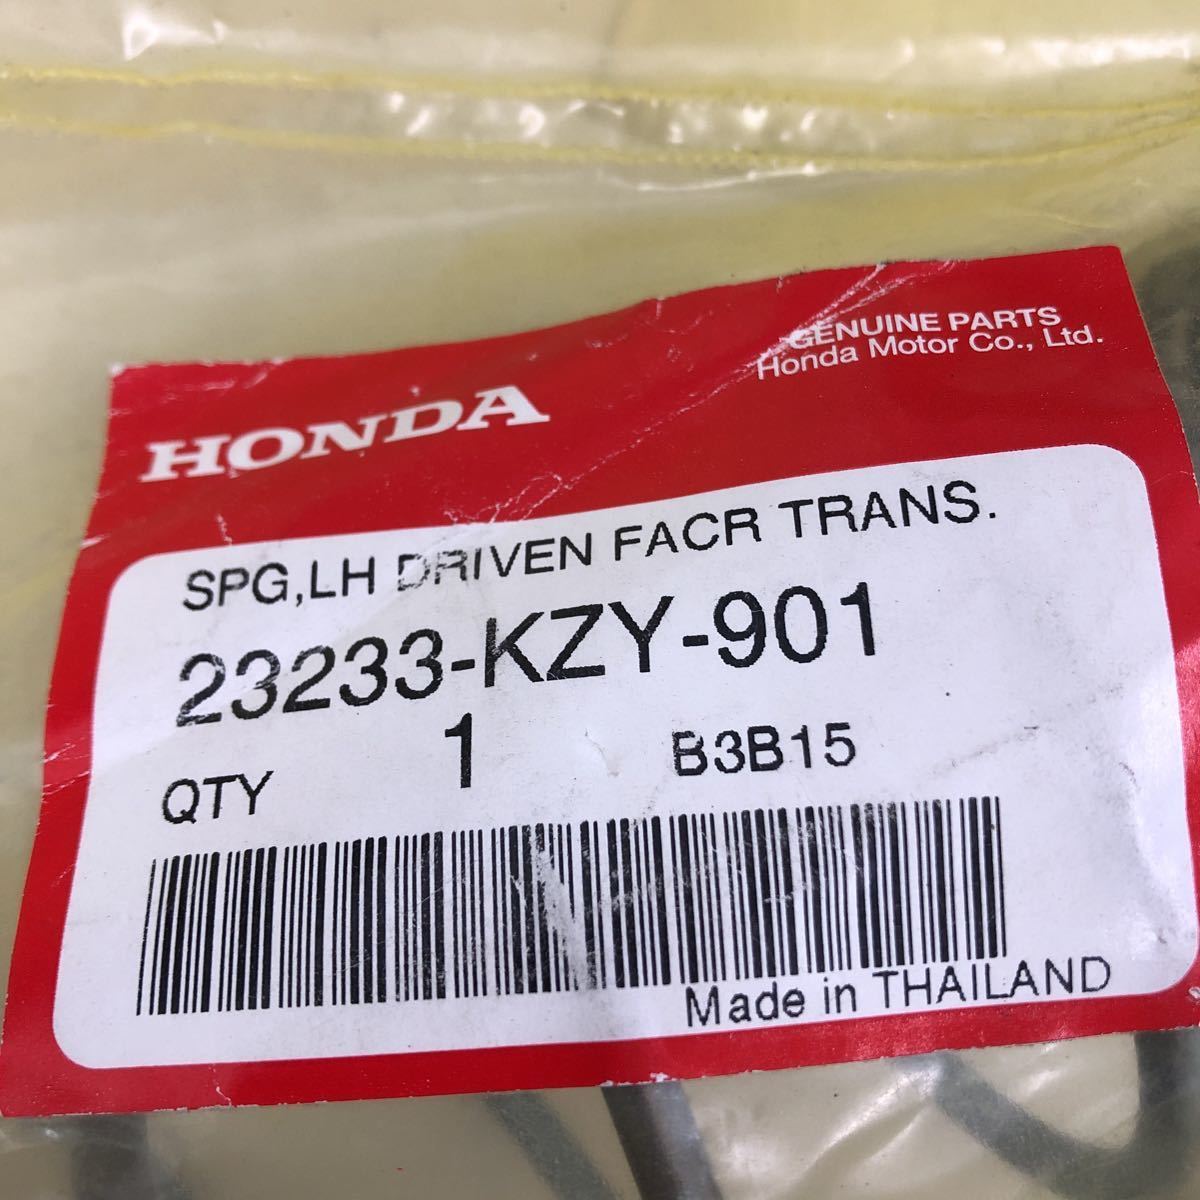 GENUINE PARTS
Honda Motor Co., Ltd.
HONDA
SPG,LH DRIVEN FACR TRANS.
23233-KZY-901
QTY 1 B3B15
Made in THAILAND